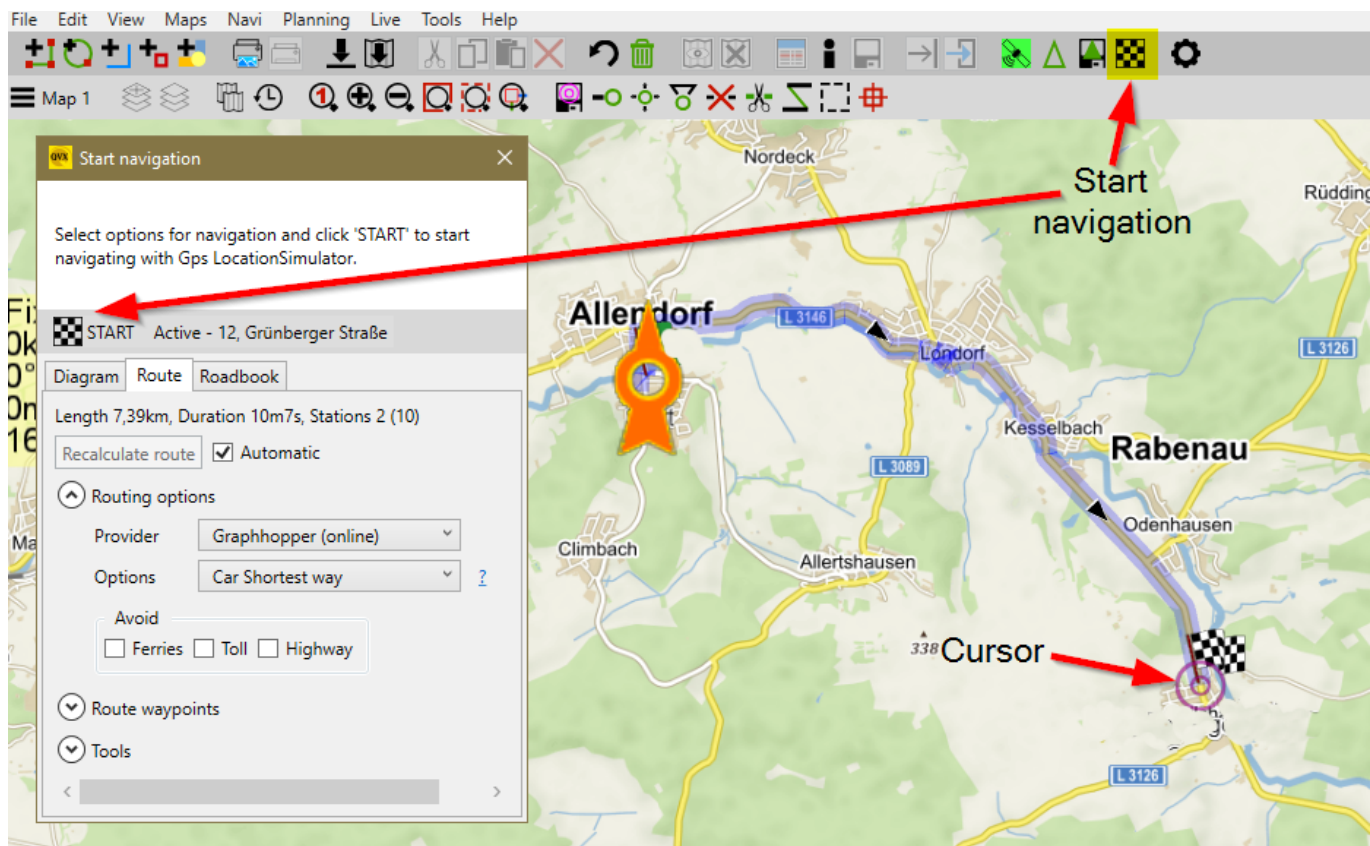 File Edit View Maps Navi Planning Live Tools Help
1
Map 1
QVX Start navigation
Select options for navigation and click 'START' to start
navigating with Gps LocationSimulator.
START Active - 12, Grünberger Straße
Diagram Route Roadbook
Length 7,39km, Duration 10m7s, Stations 2 (10)
Recalculate route Automatic
Routing options
Provider Graphhopper (online)
Options Car Shortest way ?
Avoid
Ferries Toll Highway
Route waypoints
Tools
Nordeck
Start
navigation
Allendorf
L 3146
Londorf
L 3126
Kesselbach
Rabenau
L 3089
Odenhausen
Climbach
Allertshausen
338
Cursor
L 3126